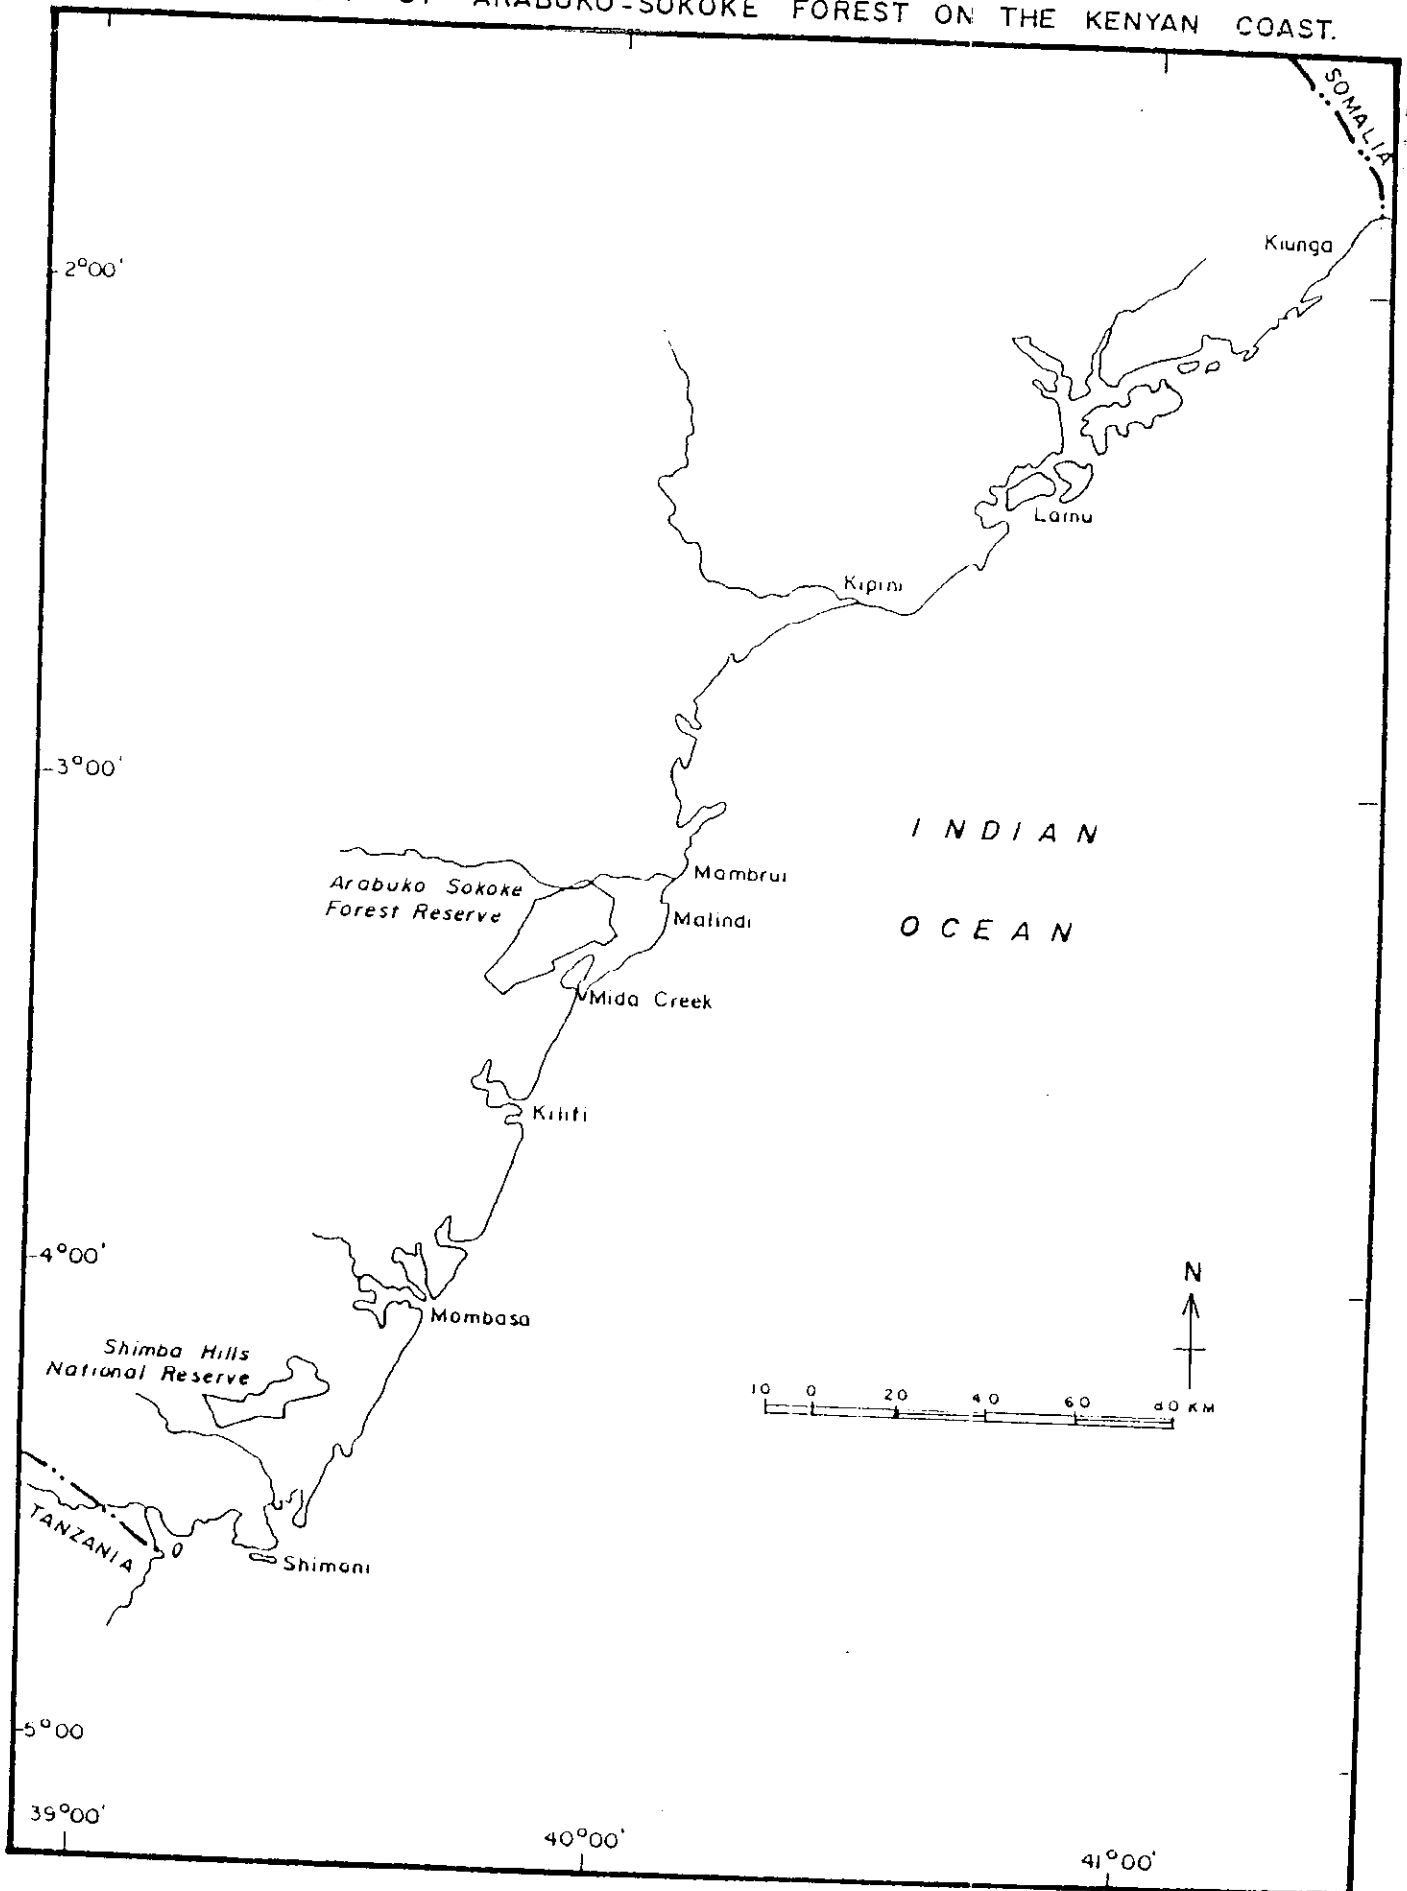 ARABUKO-SOKOKE FOREST ON THE KENYAN COAST.
SOMALIA
Kiunga
2°00'
Lamu
Kipini
3°00'
INDIAN
OCEAN
Mambrui
Arabuko Sokoke
Forest Reserve
Malindi
Mida Creek
Kilifi
4°00'
N
Mombasa
Shimba Hills
National Reserve
10 0 20 40 60 80 KM
TANZANIA
Shimoni
5°00
39°00'
40°00'
41°00'